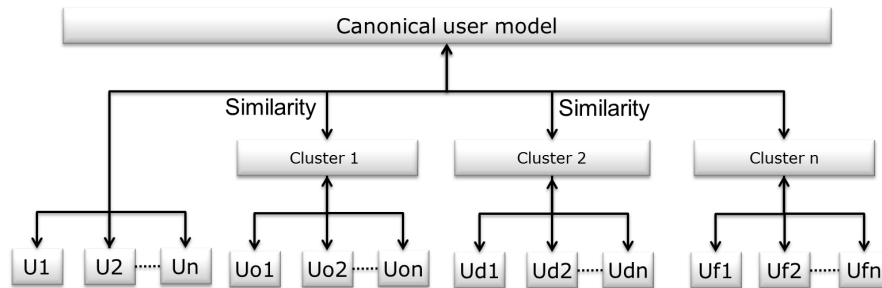 Canonical user model
Similarity
Similarity
Cluster 1
Cluster 2
Cluster n
U1
U2
Un
Uo1
Uo2
Uon
Ud1
Ud2
Udn
Uf1
Uf2
Ufn